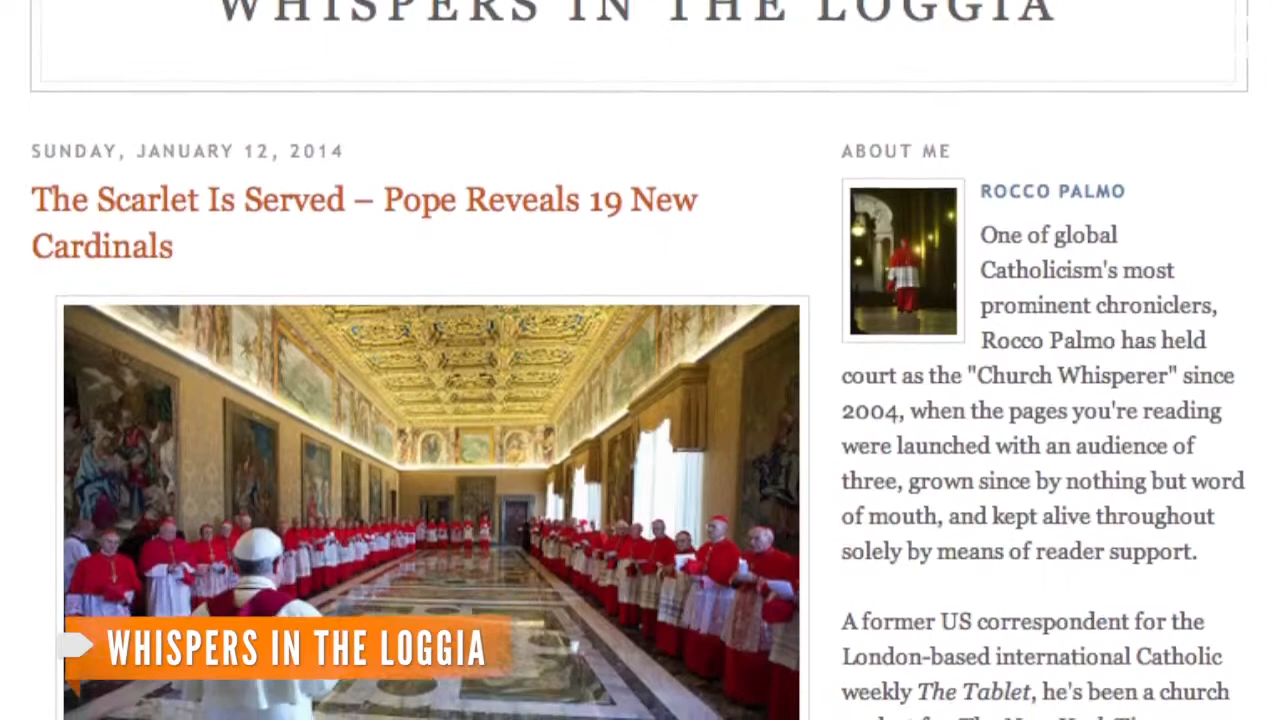 WHISPERS IN THE LOGGIA
SUNDAY, JANUARY 12, 2014
The Scarlet Is Served – Pope Reveals 19 New
Cardinals
WHISPERS IN THE LOGGIA
ABOUT ME
ROCCO PALMO
One of global
Catholicism's most
prominent chroniclers,
Rocco Palmo has held
court as the "Church Whisperer" since
2004, when the pages you're reading
were launched with an audience of
three, grown since by nothing but word
of mouth, and kept alive throughout
solely by means of reader support.
A former US correspondent for the
London-based international Catholic
weekly The Tablet, he's been a church